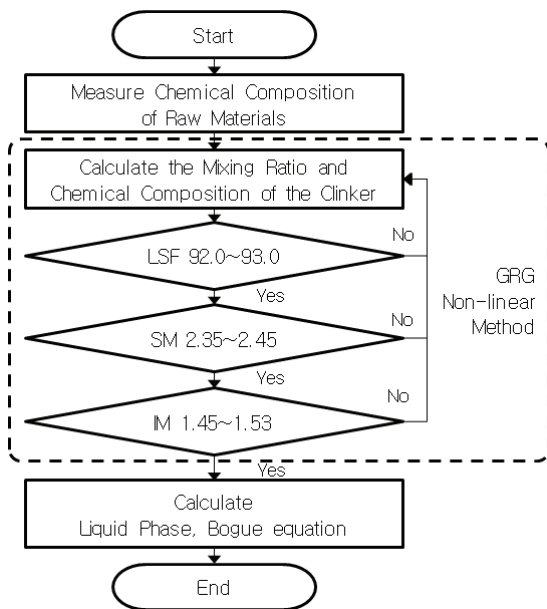 Start
Measure Chemical Composition
of Raw Materials
Calculate the Mixing Ratio and
Chemical Composition of the Clinker
No
LSF 92.0~93.0
Yes
GRG
Non-linear
Method
No
SM 2.35~2.45
Yes
No
IM 1.45~1.53
Yes
Calculate
Liquid Phase, Bogue equation
End